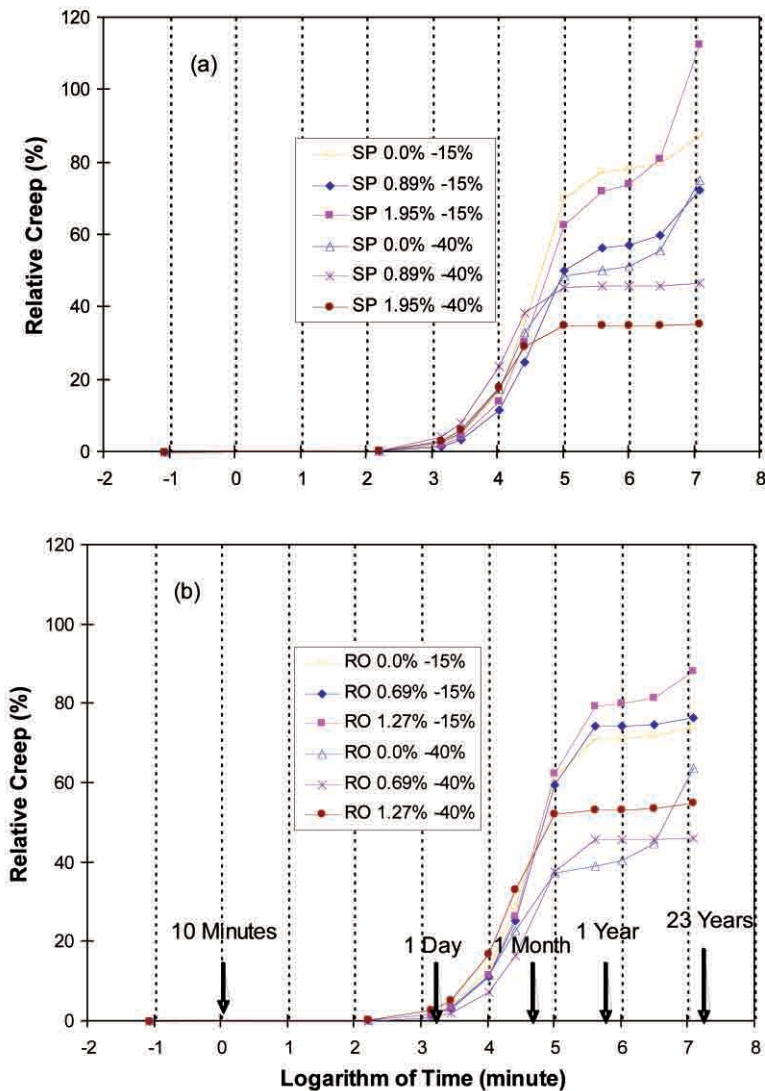 120
(a)
100
80
60
40
20
0
Relative Creep (%)
SP 0.0% -15%
SP 0.89% -15%
SP 1.95% -15%
SP 0.0% -40%
SP 0.89% -40%
SP 1.95% -40%
-2 -1 0 1 2 3 4 5 6 7 8
120
(b)
100
80
60
40
20
0
Relative Creep (%)
RO 0.0% -15%
RO 0.69% -15%
RO 1.27% -15%
RO 0.0% -40%
RO 0.69% -40%
RO 1.27% -40%
10 Minutes
1 Day
1 Month
1 Year
23 Years
-2 -1 0 1 2 3 4 5 6 7 8
Logarithm of Time (minute)